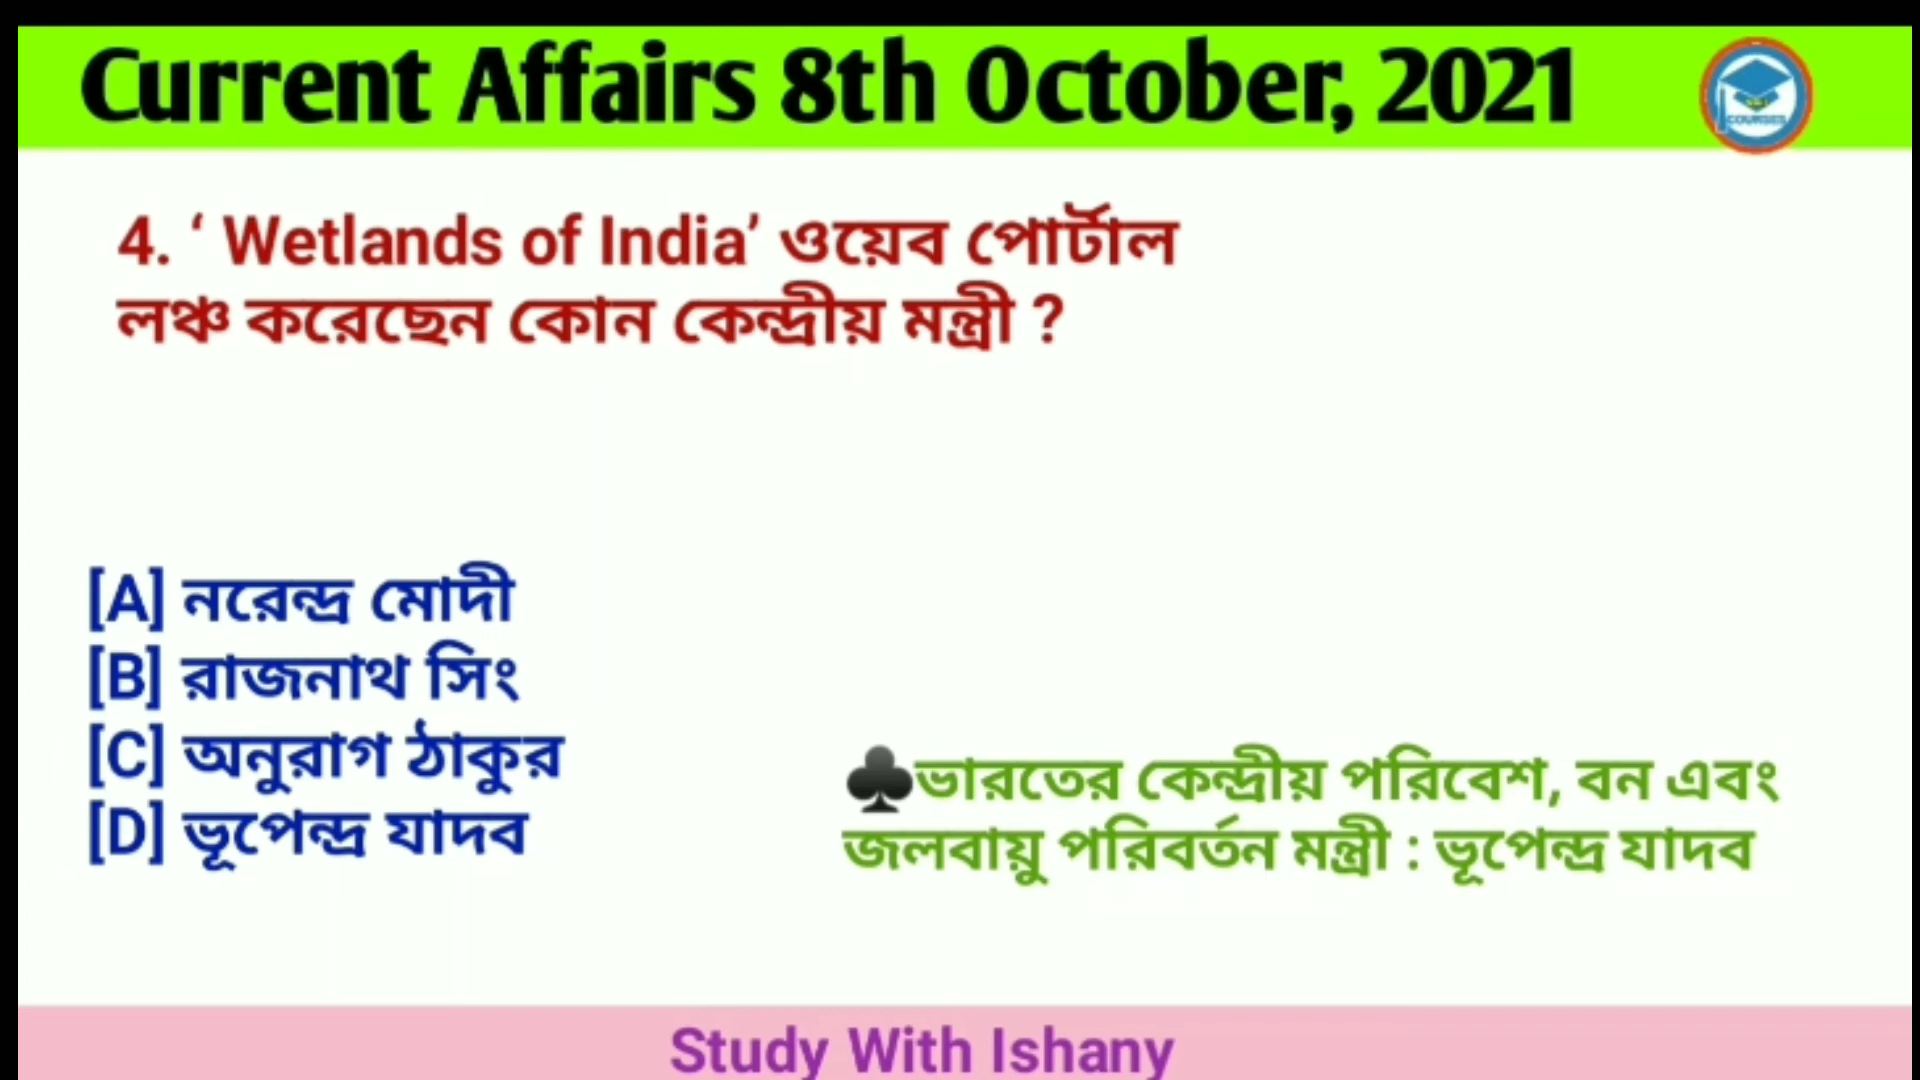 Current Affairs 8th October, 2021
COURSES
4. ‘ Wetlands of India’ ওয়েব পোর্টাল
লঞ্চ করেছেন কোন কেন্দ্রীয় মন্ত্রী ?
[A] নরেন্দ্র মোদী
[B] রাজনাথ সিং
[C] অনুরাগ ঠাকুর
[D] ভূপেন্দ্র যাদব
♣ভারতের কেন্দ্রীয় পরিবেশ, বন এবং
জলবায়ু পরিবর্তন মন্ত্রী : ভূপেন্দ্র যাদব
Study With Ishany